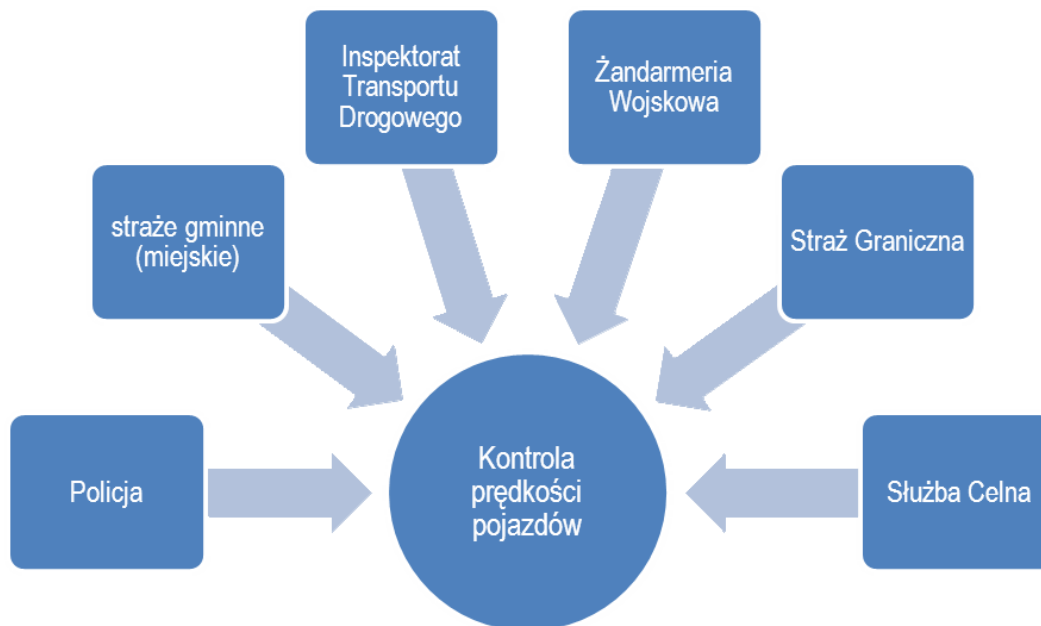 Inspektorat
Transportu
Drogowego
Żandarmeria
Wojskowa
straże gminne
(miejskie)
Straż Graniczna
Policja
Kontrola
prędkości
pojazdów
Służba Celna